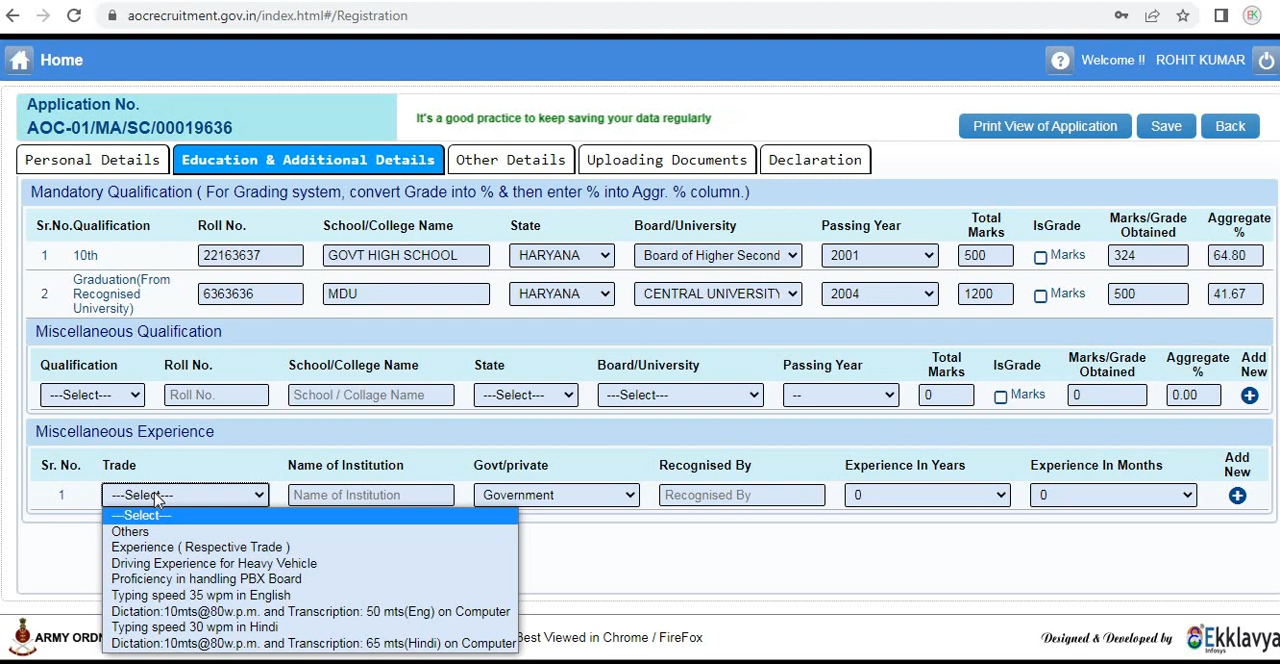 aocrecruitment.gov.in/index.html#/Registration
Home
Welcome !! ROHIT KUMAR
Application No.
AOC-01/MA/SC/00019636
It's a good practice to keep saving your data regularly
Print View of Application Save Back
Personal Details Education & Additional Details Other Details Uploading Documents Declaration
Mandatory Qualification ( For Grading system, convert Grade into % & then enter % into Aggr. % column.)
Sr.No. Qualification Roll No. School/College Name State Board/University Passing Year Total Marks IsGrade Marks/Grade Obtained Aggregate %
1 10th 22163637 GOVT HIGH SCHOOL HARYANA Board of Higher Second 2001 500 Marks 324 64.80
2 Graduation(From Recognised University) 6363636 MDU HARYANA CENTRAL UNIVERSITY 2004 1200 Marks 500 41.67
Miscellaneous Qualification
Qualification Roll No. School/College Name State Board/University Passing Year Total Marks IsGrade Marks/Grade Obtained Aggregate % Add New
---Select--- Roll No. School / Collage Name ---Select--- ---Select--- -- 0 Marks 0 0.00
Miscellaneous Experience
Sr. No. Trade Name of Institution Govt/private Recognised By Experience In Years Experience In Months Add New
1 ---Select--- Name of Institution Government Recognised By 0 0
---Select---
Others
Experience ( Respective Trade )
Driving Experience for Heavy Vehicle
Proficiency in handling PBX Board
Typing speed 35 wpm in English
Dictation:10mts@80w.p.m. and Transcription: 50 mts(Eng) on Computer
Typing speed 30 wpm in Hindi
Dictation:10mts@80w.p.m. and Transcription: 65 mts(Hindi) on Computer
ARMY ORD
Best Viewed in Chrome / FireFox
Designed & Developed by Ekklavya
Infosys